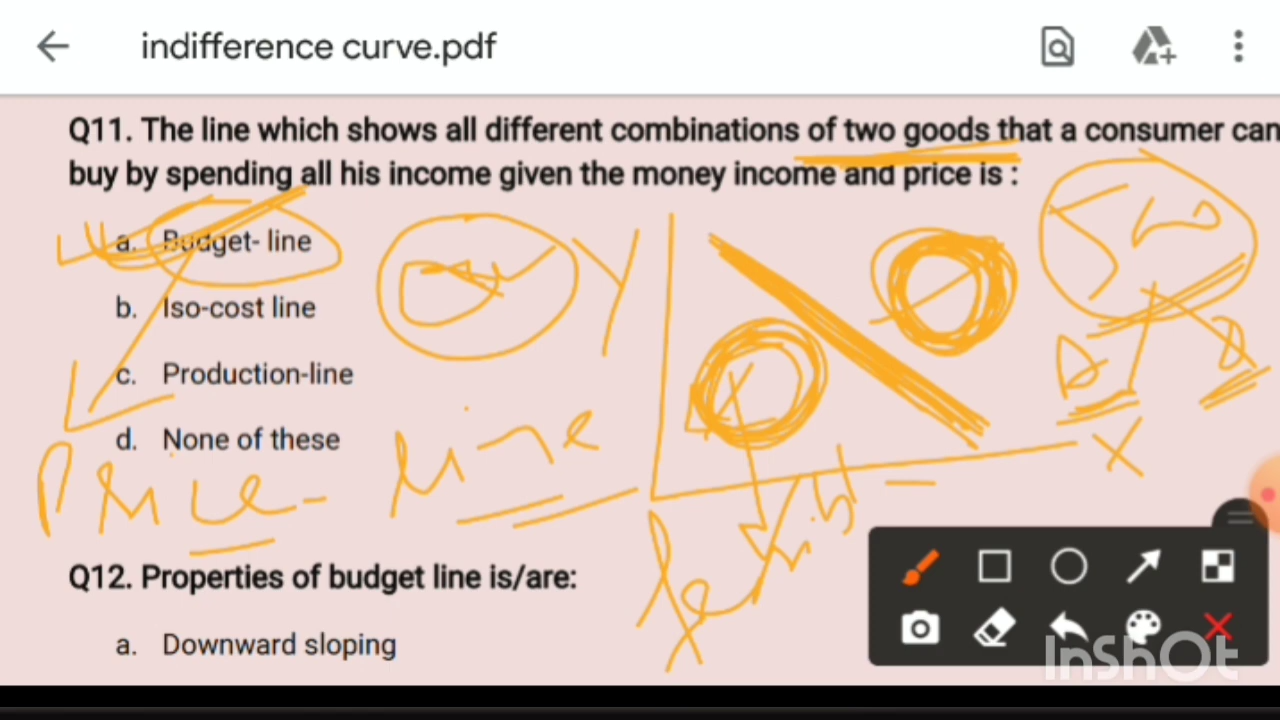 indifference curve.pdf
Q11. The line which shows all different combinations of two goods that a consumer can
buy by spending all his income given the money income and price is :
a. Budget- line
b. Iso-cost line
Y
c. Production-line
d. None of these
X
Price - Line
Q12. Properties of budget line is/are:
a. Downward sloping
InShOt